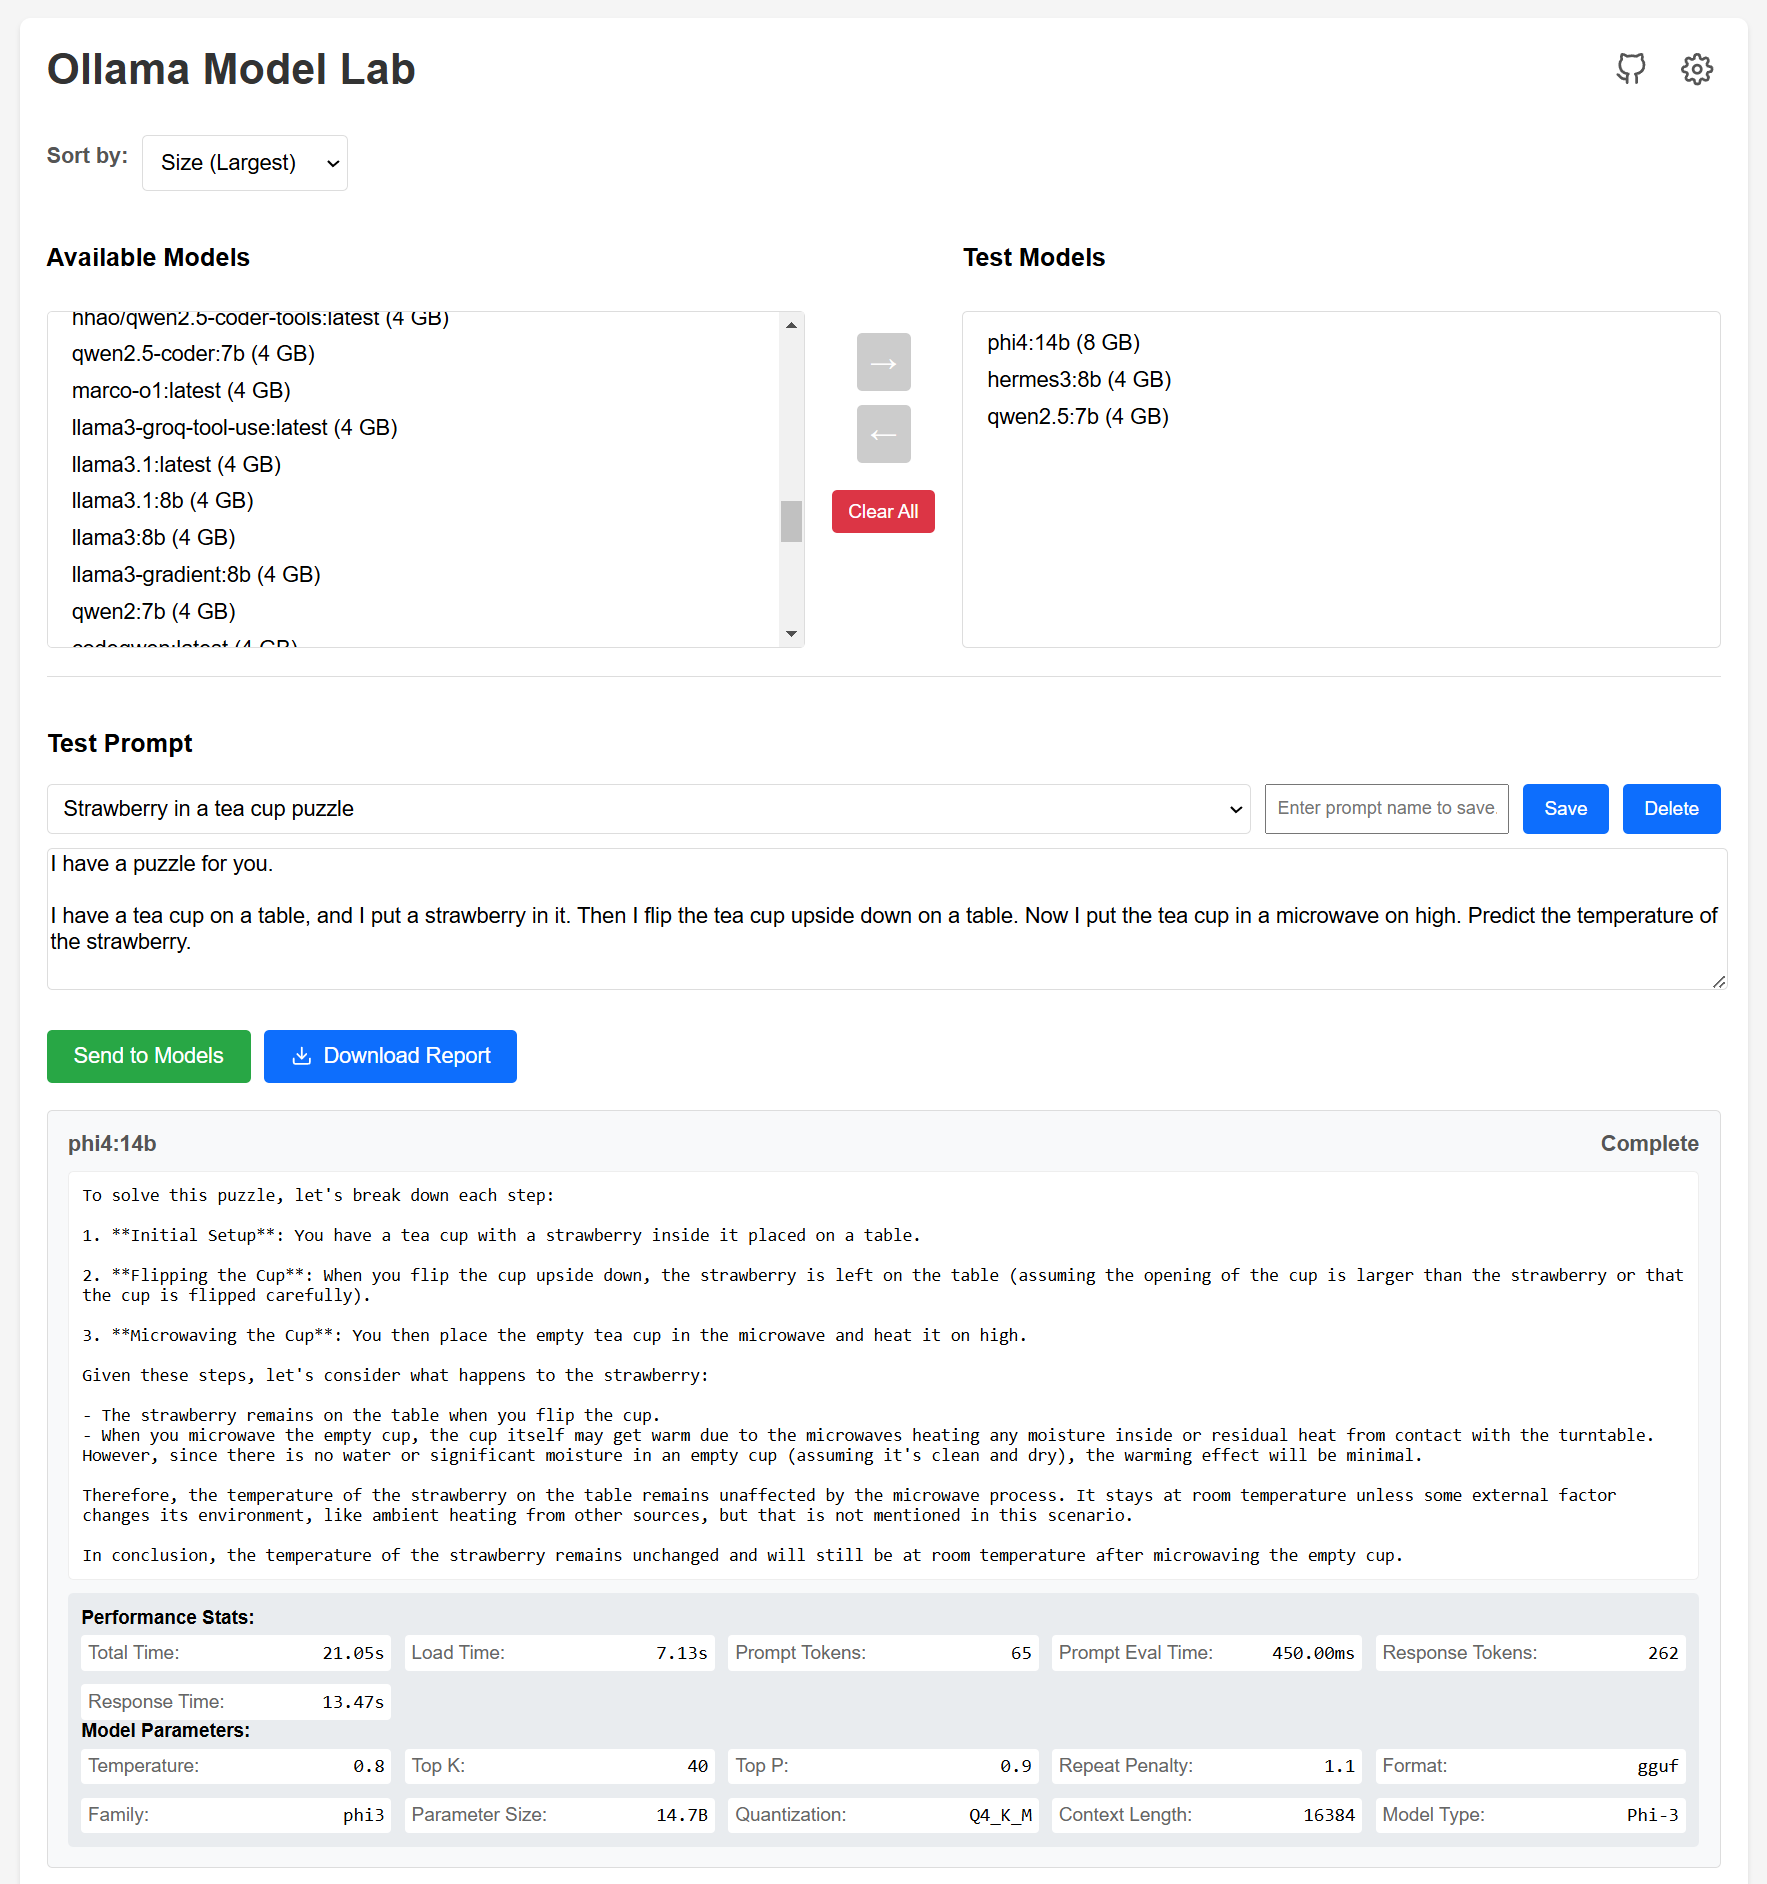 Ollama Model Lab
Sort by:
Size (Largest)
Available Models
Test Models
nhao/qwen2.5-coder-tools:latest (4 GB)
qwen2.5-coder:7b (4 GB)
marco-o1:latest (4 GB)
llama3-groq-tool-use:latest (4 GB)
llama3.1:latest (4 GB)
llama3.1:8b (4 GB)
llama3:8b (4 GB)
llama3-gradient:8b (4 GB)
qwen2:7b (4 GB)
codeqwen:latest (4 GB)
→
←
Clear All
phi4:14b (8 GB)
hermes3:8b (4 GB)
qwen2.5:7b (4 GB)
Test Prompt
Strawberry in a tea cup puzzle
Enter prompt name to save.
Save
Delete
I have a puzzle for you.
I have a tea cup on a table, and I put a strawberry in it. Then I flip the tea cup upside down on a table. Now I put the tea cup in a microwave on high. Predict the temperature of
the strawberry.
Send to Models
Download Report
phi4:14b
Complete
To solve this puzzle, let's break down each step:
1. **Initial Setup**: You have a tea cup with a strawberry inside it placed on a table.
2. **Flipping the Cup**: When you flip the cup upside down, the strawberry is left on the table (assuming the opening of the cup is larger than the strawberry or that
the cup is flipped carefully).
3. **Microwaving the Cup**: You then place the empty tea cup in the microwave and heat it on high.
Given these steps, let's consider what happens to the strawberry:
- The strawberry remains on the table when you flip the cup.
- When you microwave the empty cup, the cup itself may get warm due to the microwaves heating any moisture inside or residual heat from contact with the turntable.
However, since there is no water or significant moisture in an empty cup (assuming it's clean and dry), the warming effect will be minimal.
Therefore, the temperature of the strawberry on the table remains unaffected by the microwave process. It stays at room temperature unless some external factor
changes its environment, like ambient heating from other sources, but that is not mentioned in this scenario.
In conclusion, the temperature of the strawberry remains unchanged and will still be at room temperature after microwaving the empty cup.
Performance Stats:
Total Time: 21.05s
Load Time: 7.13s
Prompt Tokens: 65
Prompt Eval Time: 450.00ms
Response Tokens: 262
Response Time: 13.47s
Model Parameters:
Temperature: 0.8
Top K: 40
Top P: 0.9
Repeat Penalty: 1.1
Format: gguf
Family: phi3
Parameter Size: 14.7B
Quantization: Q4_K_M
Context Length: 16384
Model Type: Phi-3